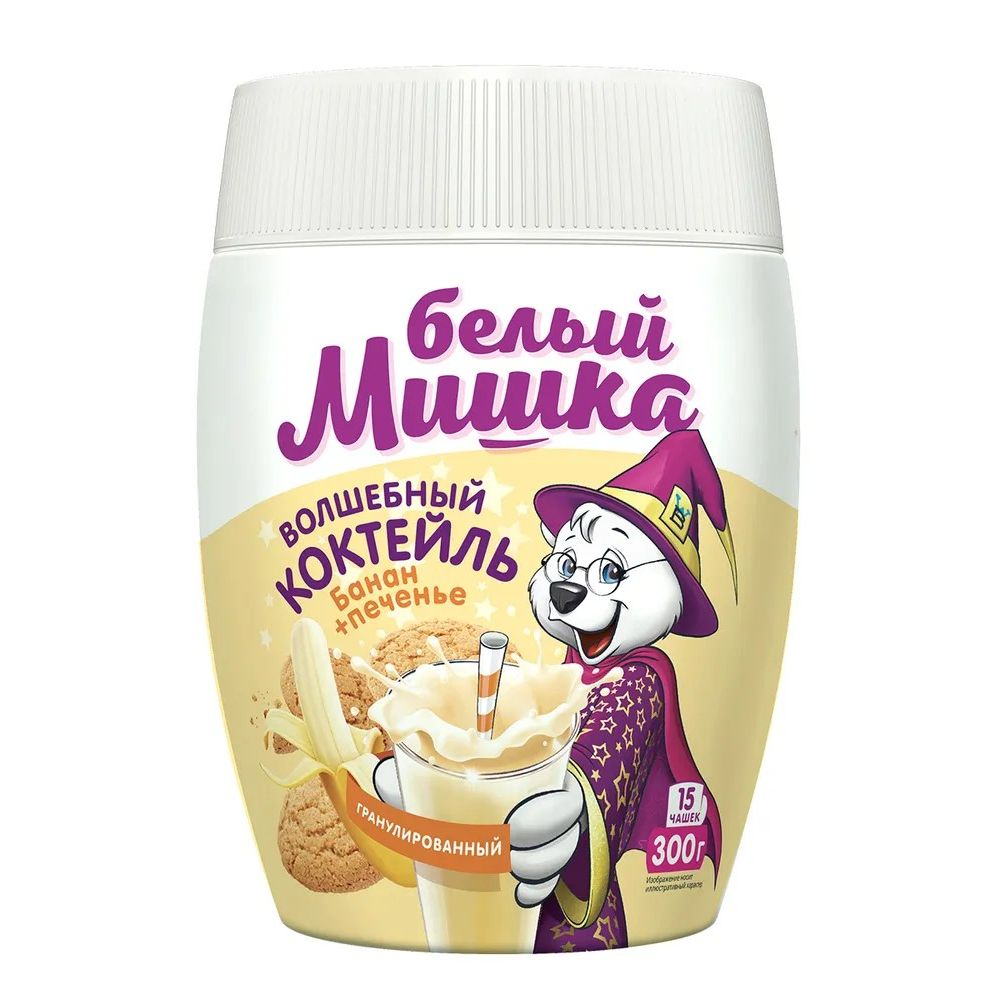 белый
Мишка
ВОЛШЕБНЫЙ
КОКТЕЙЛЬ
Банан
+печенье
ГРАНУЛИРОВАННЫЙ
15
ЧАШЕК
300г
Изображение носит
иллюстративный характер.